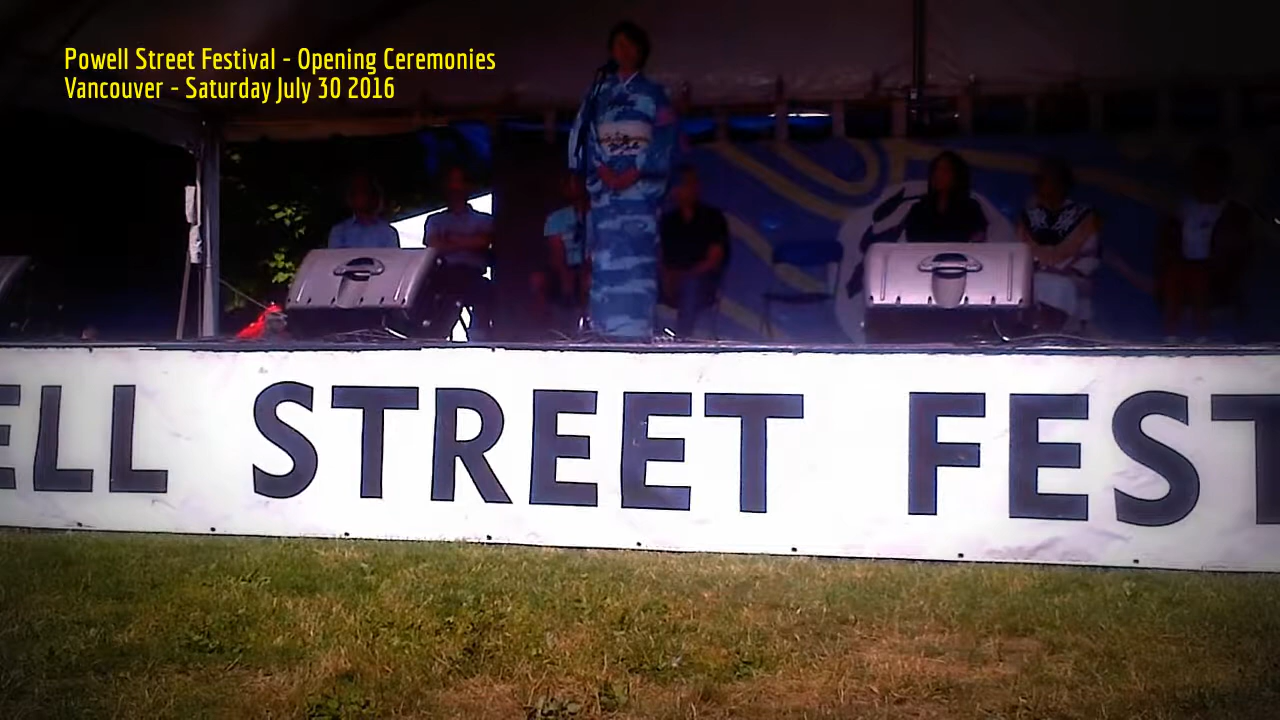 Powell Street Festival - Opening Ceremonies
Vancouver - Saturday July 30 2016
ELL STREET FEST